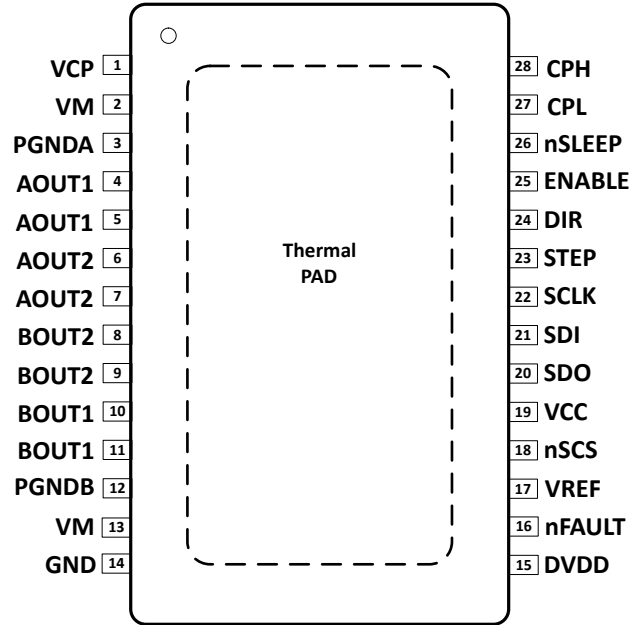 VCP 1
VM 2
PGNDA 3
AOUT1 4
AOUT1 5
AOUT2 6
AOUT2 7
BOUT2 8
BOUT2 9
BOUT1 10
BOUT1 11
PGNDB 12
VM 13
GND 14
Thermal
PAD
28 CPH
27 CPL
26 nSLEEP
25 ENABLE
24 DIR
23 STEP
22 SCLK
21 SDI
20 SDO
19 VCC
18 nSCS
17 VREF
16 nFAULT
15 DVDD